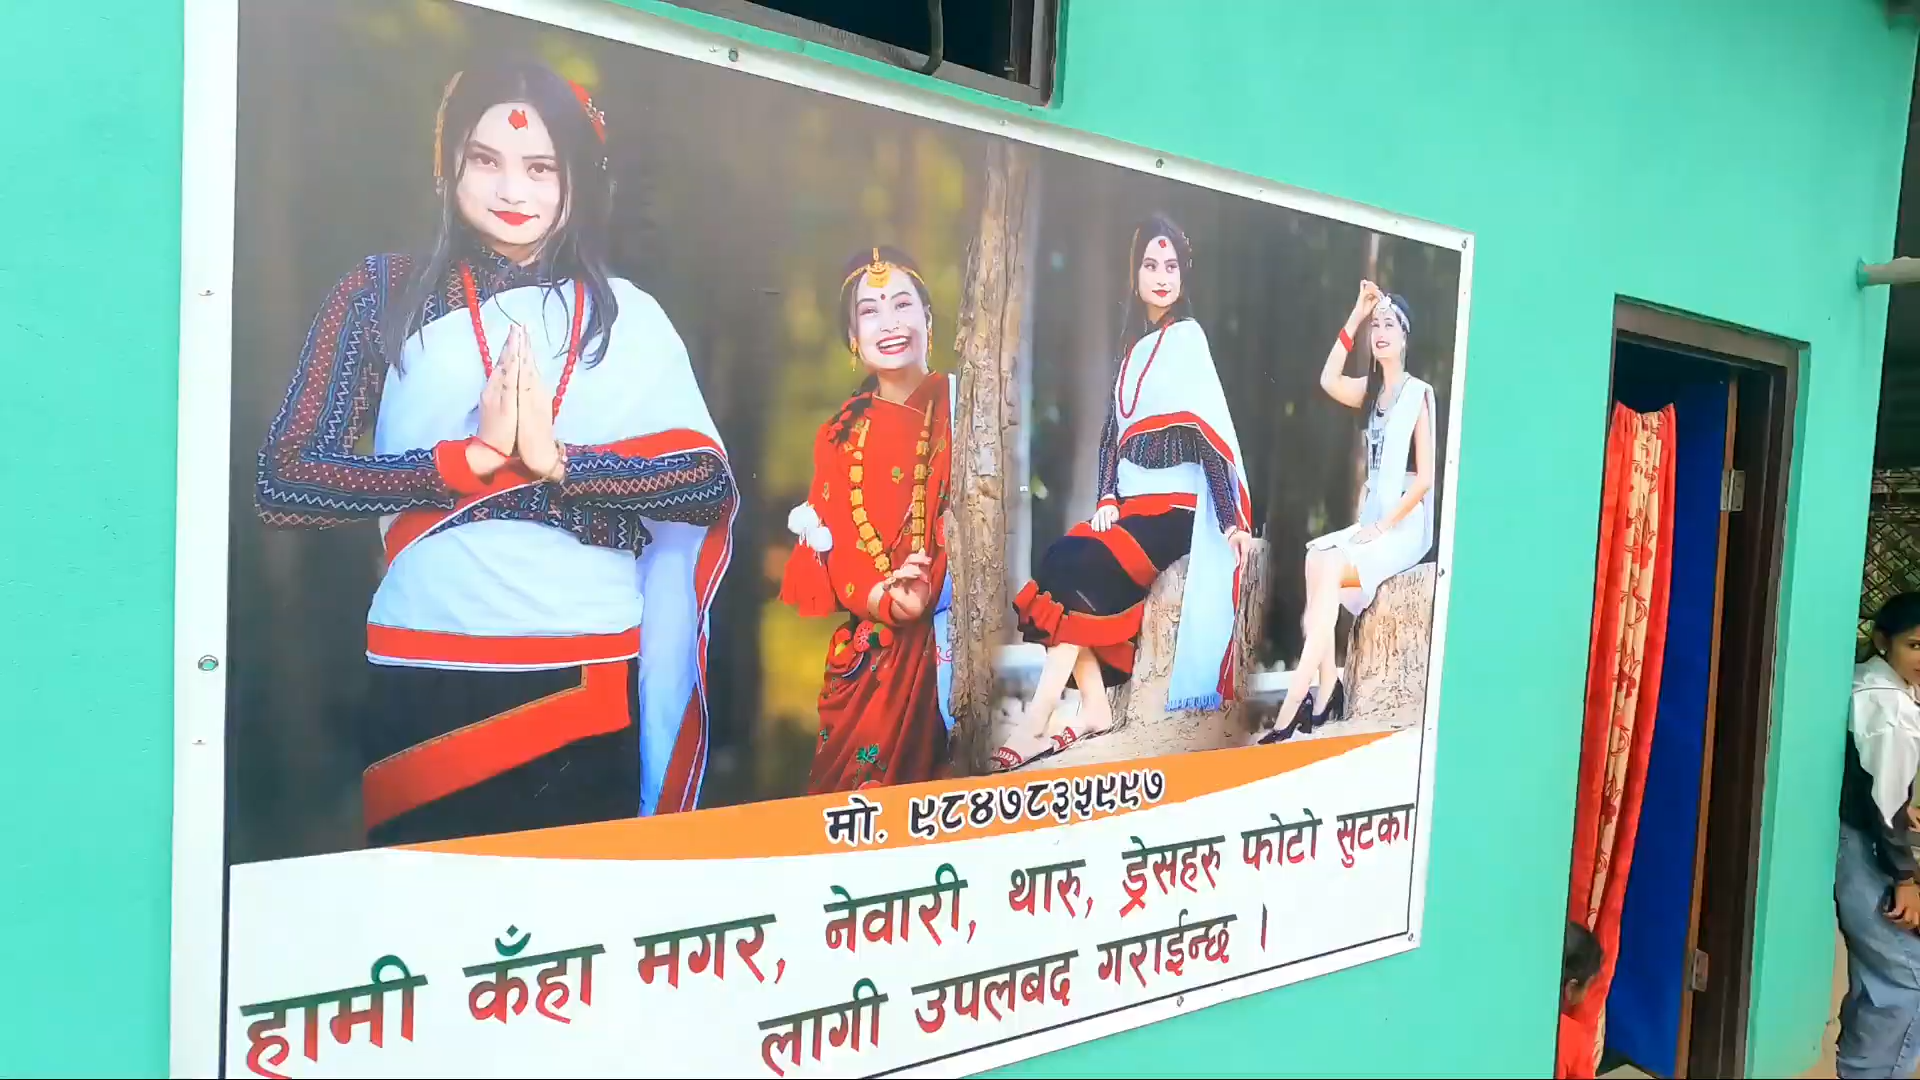 मो. ९८४७८३५९९७
हामी कँहा मगर, नेवारी, थारु, ड्रेसहरु फोटो सुटका
लागी उपलबद गराईन्छ ।